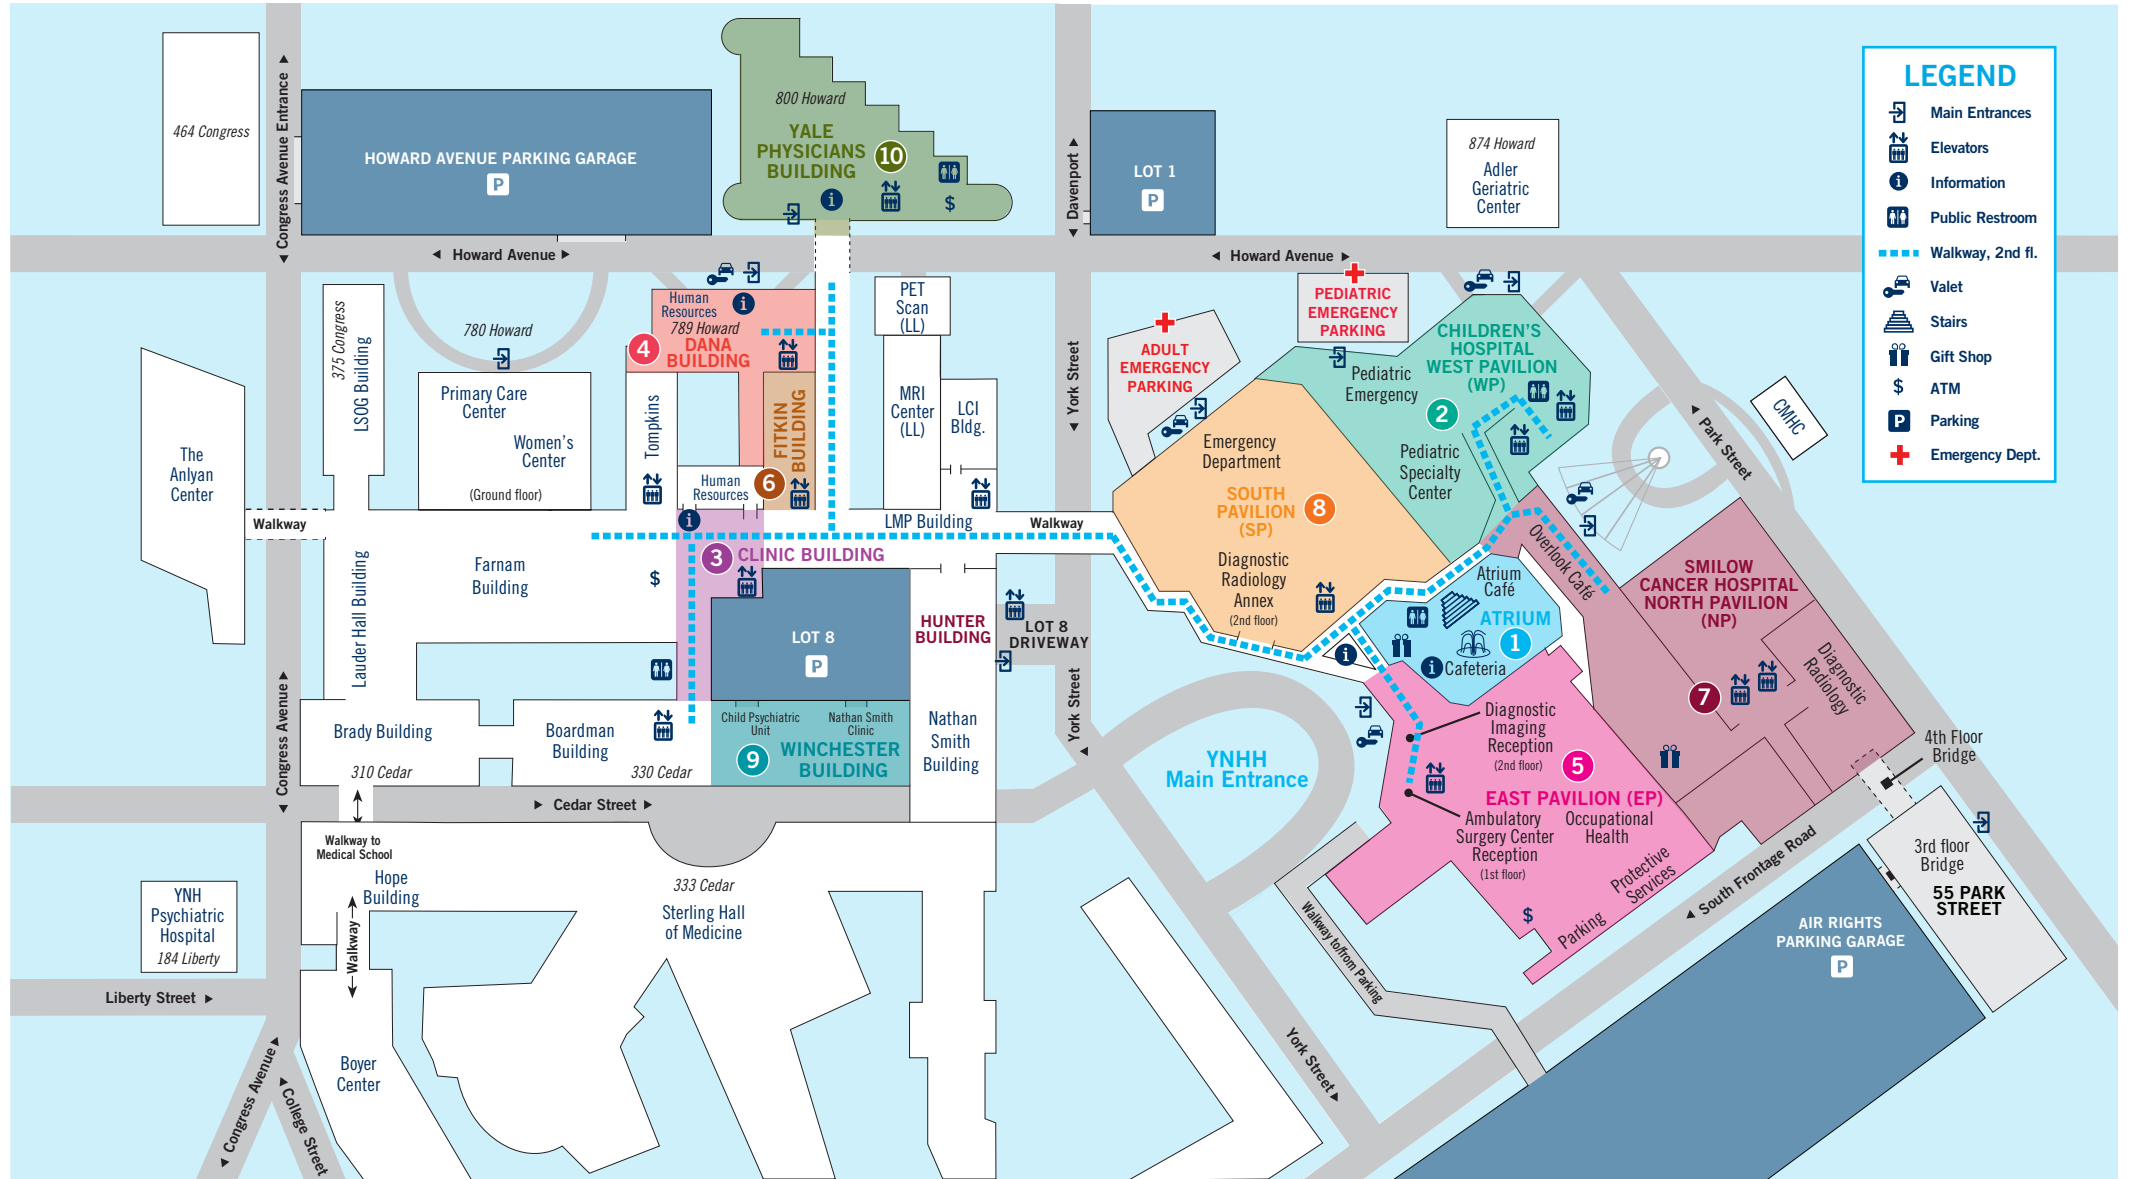 464 Congress
Congress Avenue Entrance
HOWARD AVENUE PARKING GARAGE
P
800 Howard
YALE
PHYSICIANS
BUILDING
10
i
$
Davenport
LOT 1
P
874 Howard
Adler
Geriatric
Center
LEGEND
Main Entrances
Elevators
i
Information
Public Restroom
Walkway, 2nd fl.
Valet
Stairs
Gift Shop
$
ATM
P
Parking
Emergency Dept.
Howard Avenue
Howard Avenue
375 Congress
LSOG Building
780 Howard
Primary Care
Center
Women's
Center
(Ground floor)
Human
Resources
i
789 Howard
DANA
BUILDING
4
Tompkins
FITKIN
BUILDING
Human
Resources
6
PET
Scan
(LL)
MRI
Center
(LL)
LCI
Bldg.
York Street
ADULT
EMERGENCY
PARKING
PEDIATRIC
EMERGENCY
PARKING
CHILDREN'S
HOSPITAL
WEST PAVILION
(WP)
2
Pediatric
Emergency
Pediatric
Specialty
Center
Park Street
CMHC
The
Anlyan
Center
Walkway
Lauder Hall Building
Farnam
Building
$
i
3
CLINIC BUILDING
LMP Building
Walkway
Emergency
Department
SOUTH
PAVILION
(SP)
8
Diagnostic
Radiology
Annex
(2nd floor)
Overlook Café
Atrium
Café
ATRIUM
1
i
Cafeteria
i
SMILOW
CANCER HOSPITAL
NORTH PAVILION
(NP)
7
Diagnostic
Radiology
LOT 8
P
HUNTER
BUILDING
LOT 8
DRIVEWAY
York Street
Congress Avenue
Brady Building
310 Cedar
Boardman
Building
330 Cedar
Child Psychiatric
Unit
Nathan Smith
Clinic
9
WINCHESTER
BUILDING
Nathan
Smith
Building
YNHH
Main Entrance
Diagnostic
Imaging
Reception
(2nd floor)
5
EAST PAVILION (EP)
Ambulatory
Surgery Center
Reception
(1st floor)
Occupational
Health
Protective
Services
$
Parking
4th Floor
Bridge
South Frontage Road
3rd floor
Bridge
55 PARK
STREET
AIR RIGHTS
PARKING GARAGE
P
Cedar Street
Walkway to
Medical School
Hope
Building
Walkway
333 Cedar
Sterling Hall
of Medicine
Walkway to/from Parking
YNH
Psychiatric
Hospital
184 Liberty
Liberty Street
Boyer
Center
Congress Avenue
College Street
York Street